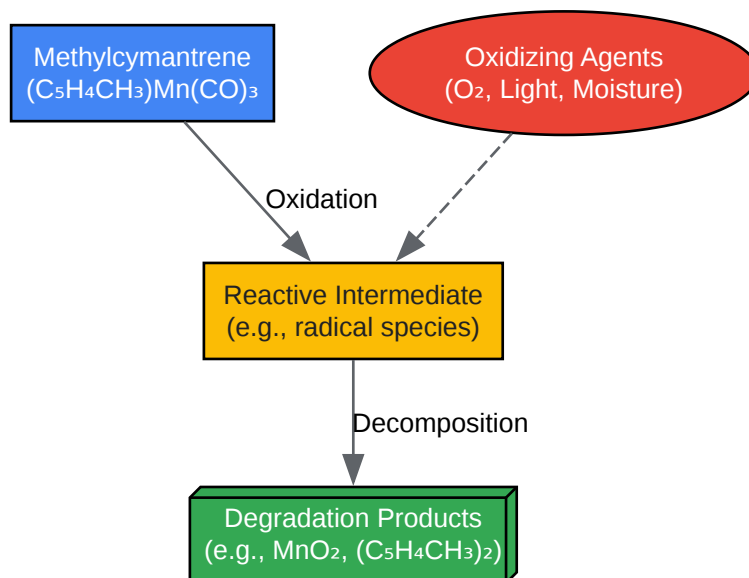 Methylcymantrene
(C₅H₄CH₃)Mn(CO)₃
Oxidizing Agents
(O₂, Light, Moisture)
Oxidation
Reactive Intermediate
(e.g., radical species)
Decomposition
Degradation Products
(e.g., MnO₂, (C₅H₄CH₃)₂)